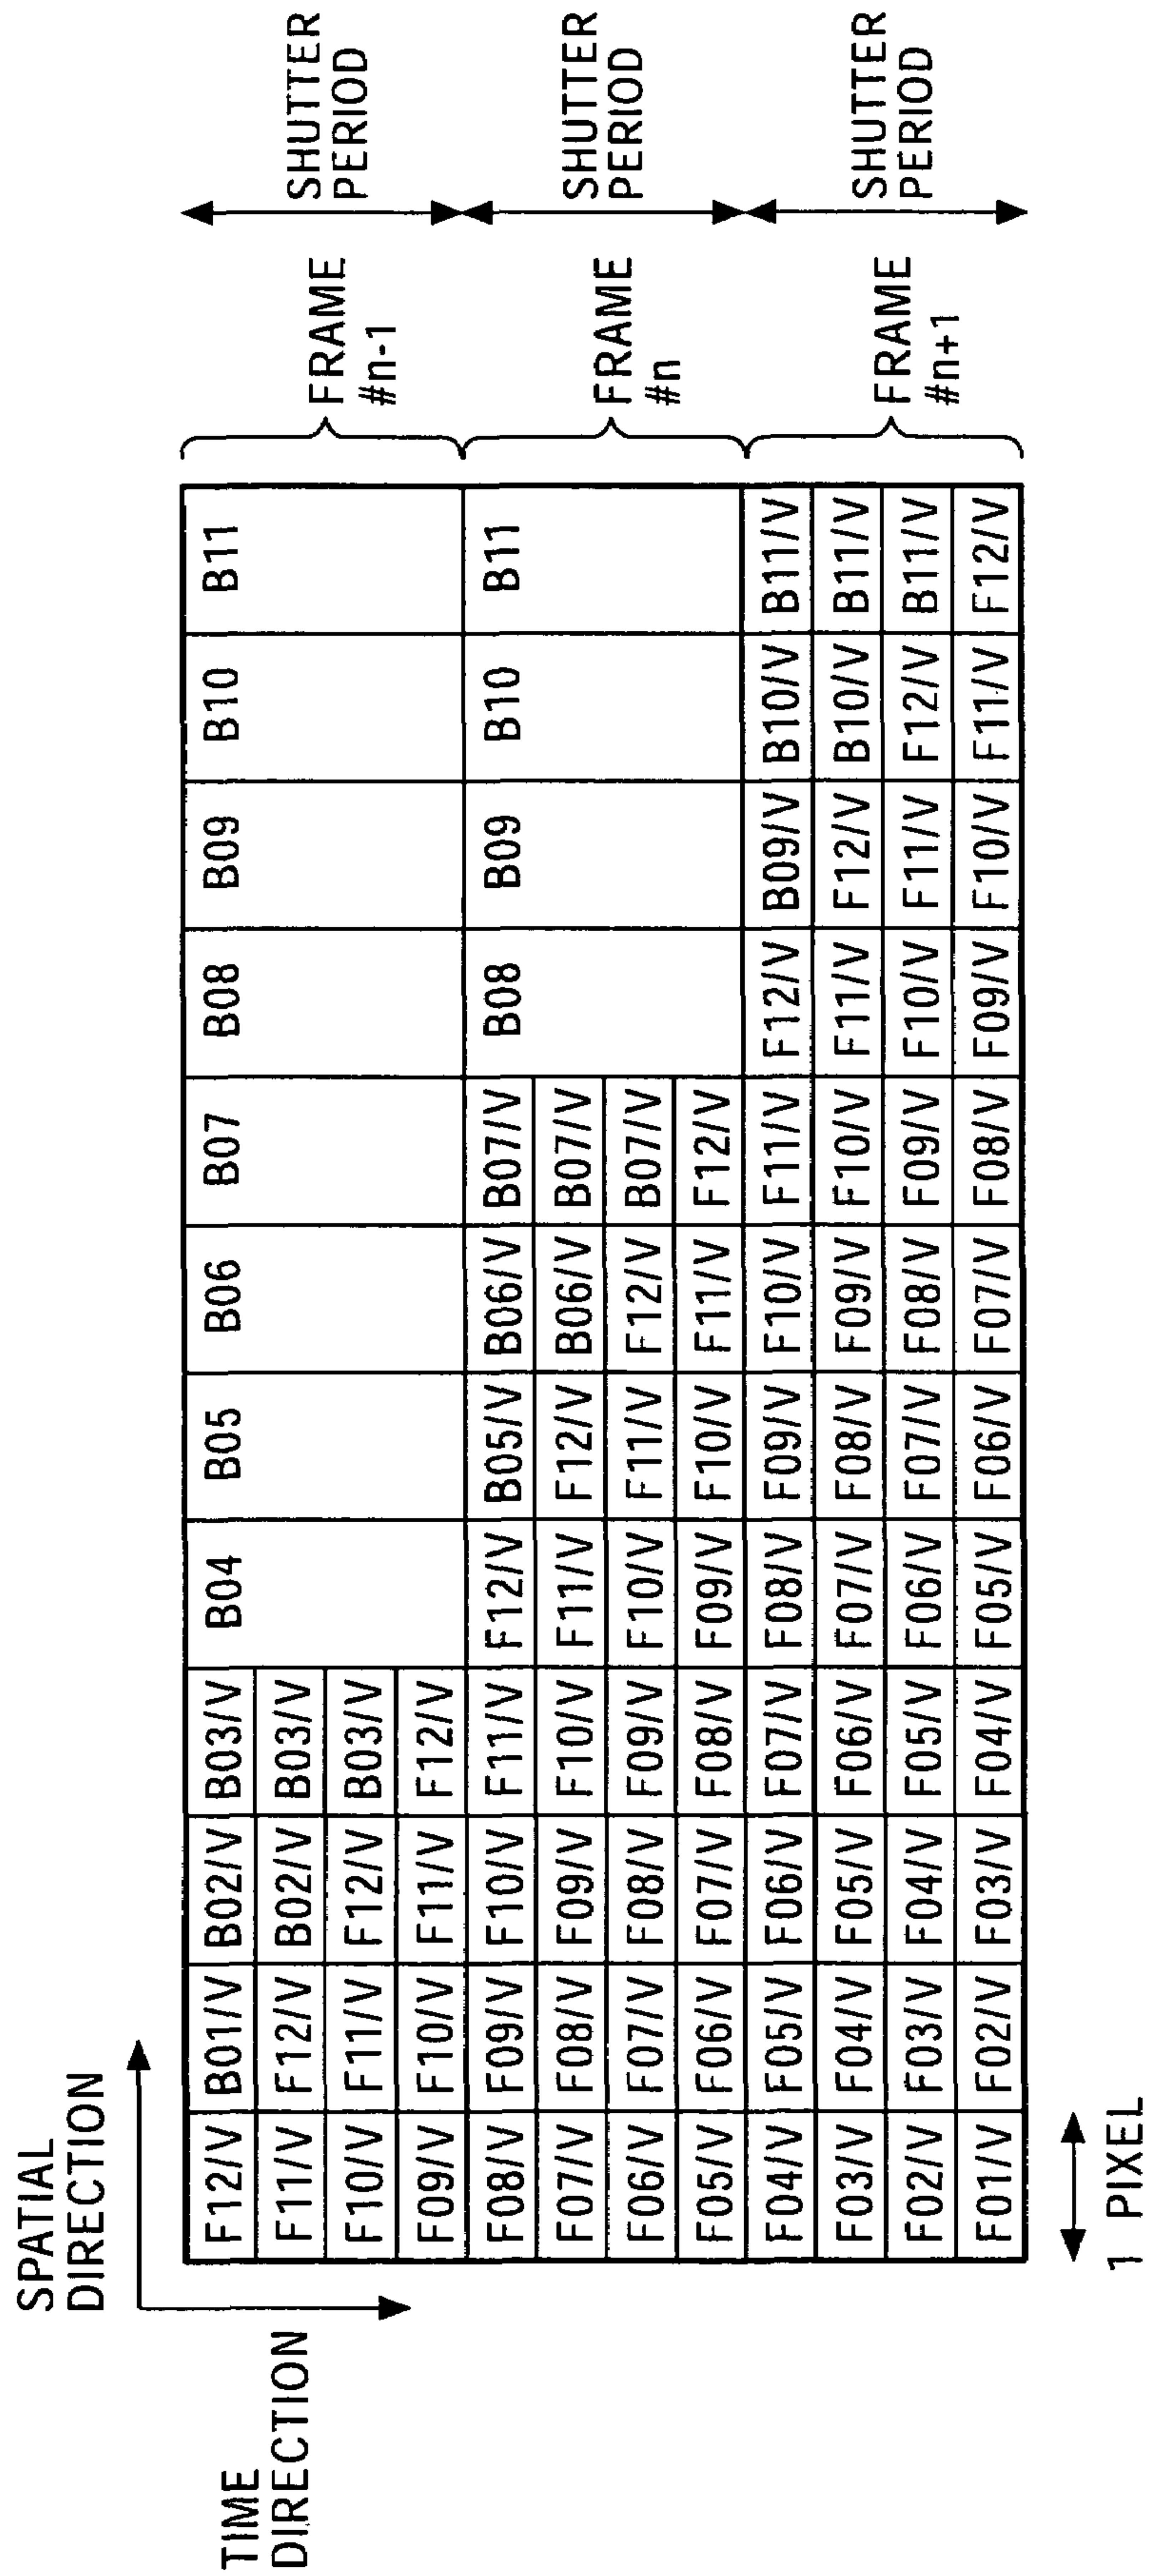 SPATIAL
DIRECTION
TIME
DIRECTION
F12/V B01/V B02/V B03/V B04 B05 B06 B07 B08 B09 B10 B11
F11/V F12/V B02/V B03/V
F10/V F11/V F12/V B03/V
F09/V F10/V F11/V F12/V
FRAME
#n-1
SHUTTER
PERIOD
F08/V F09/V F10/V F11/V F12/V B05/V B06/V B07/V B08 B09 B10 B11
F07/V F08/V F09/V F10/V F11/V F12/V B06/V B07/V
F06/V F07/V F08/V F09/V F10/V F11/V F12/V B07/V
F05/V F06/V F07/V F08/V F09/V F10/V F11/V F12/V
FRAME
#n
SHUTTER
PERIOD
F04/V F05/V F06/V F07/V F08/V F09/V F10/V F11/V F12/V B09/V B10/V B11/V
F03/V F04/V F05/V F06/V F07/V F08/V F09/V F10/V F11/V F12/V B10/V B11/V
F02/V F03/V F04/V F05/V F06/V F07/V F08/V F09/V F10/V F11/V F12/V B11/V
F01/V F02/V F03/V F04/V F05/V F06/V F07/V F08/V F09/V F10/V F11/V F12/V
FRAME
#n+1
SHUTTER
PERIOD
1 PIXEL